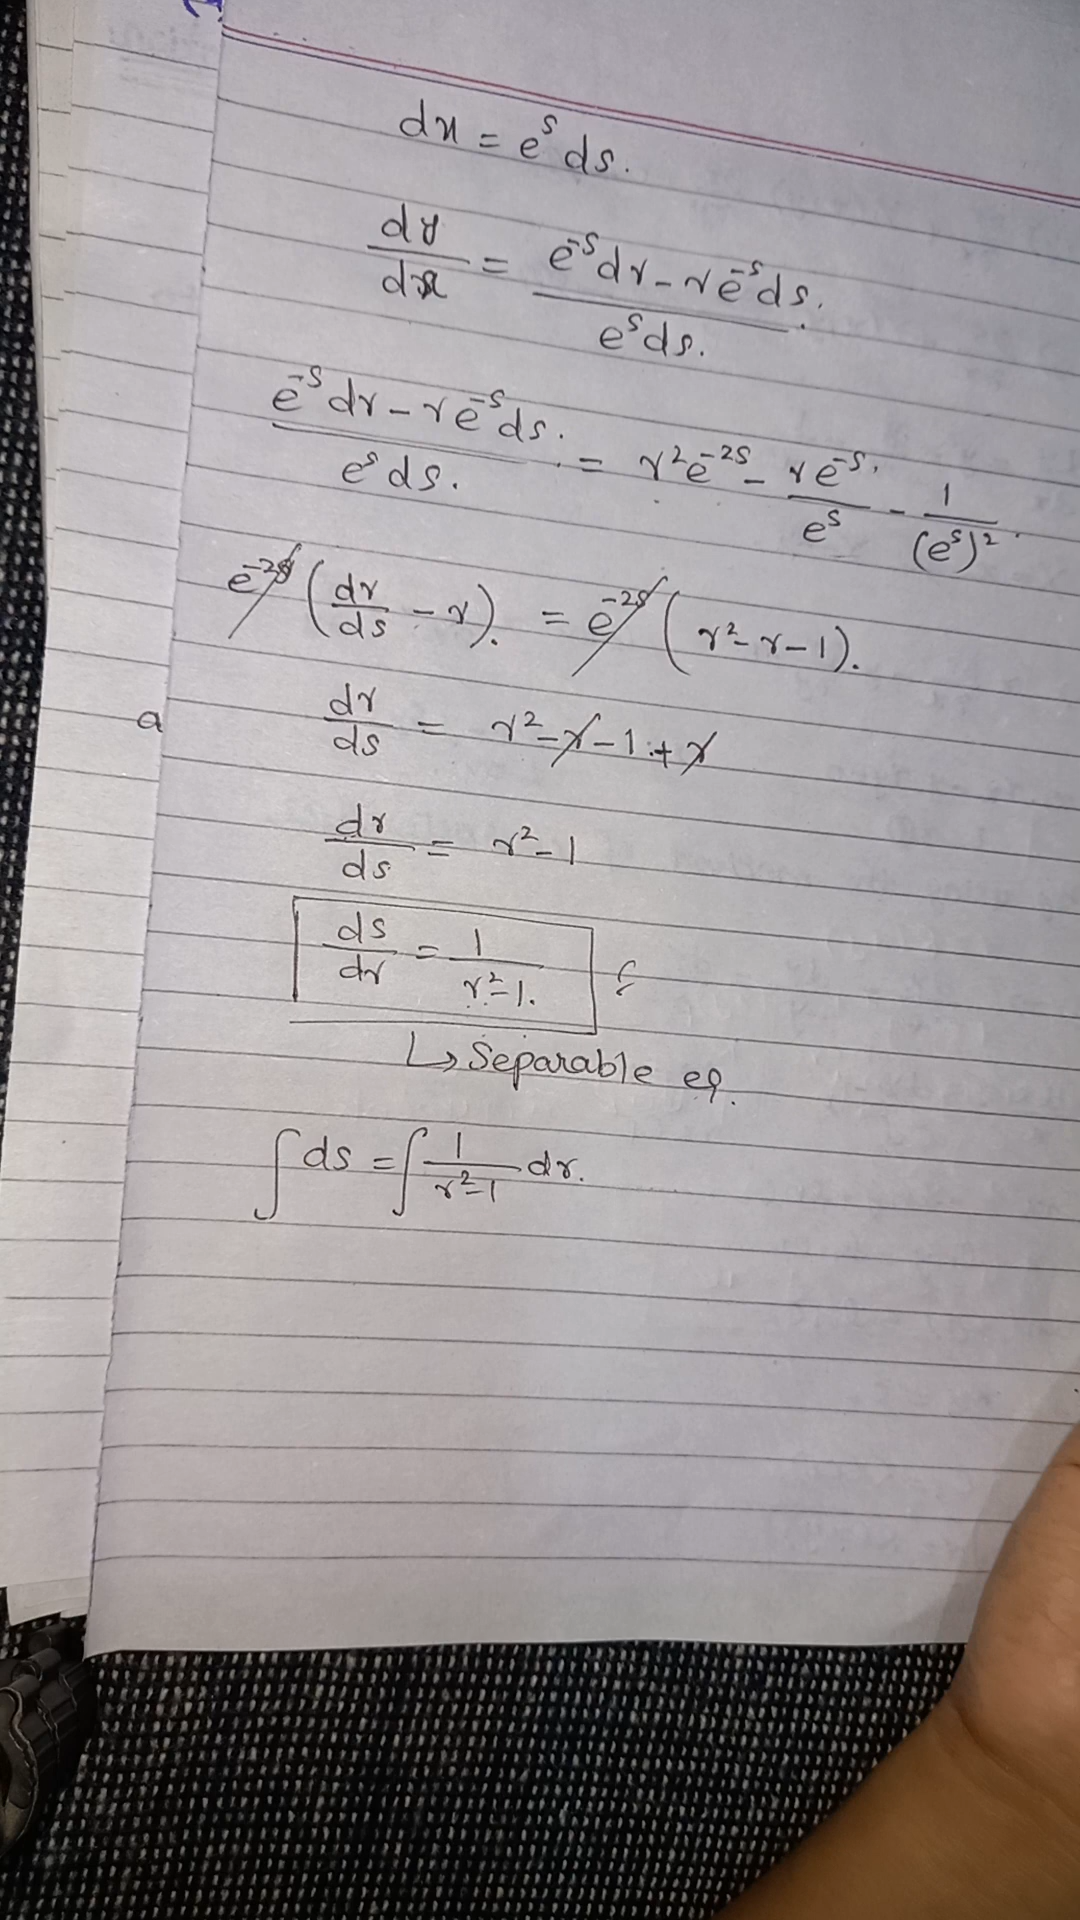 dx = e^s ds.
dy/dx = (e^-s dr - r e^-s ds.)/(e^s ds.)
(e^-s dr - r e^-s ds.)/(e^s ds.) = r^2 e^-2s - (r e^-s)/(e^s) - 1/(e^s)^2.
e^-2s (dr/ds - r). = e^-2s (r^2 - r - 1).
a
dr/ds = r^2 - r - 1 + r
dr/ds = r^2 - 1
ds/dr = 1/(r^2 - 1.)
↳ Separable eq.
∫ ds = ∫ 1/(r^2 - 1) dr.